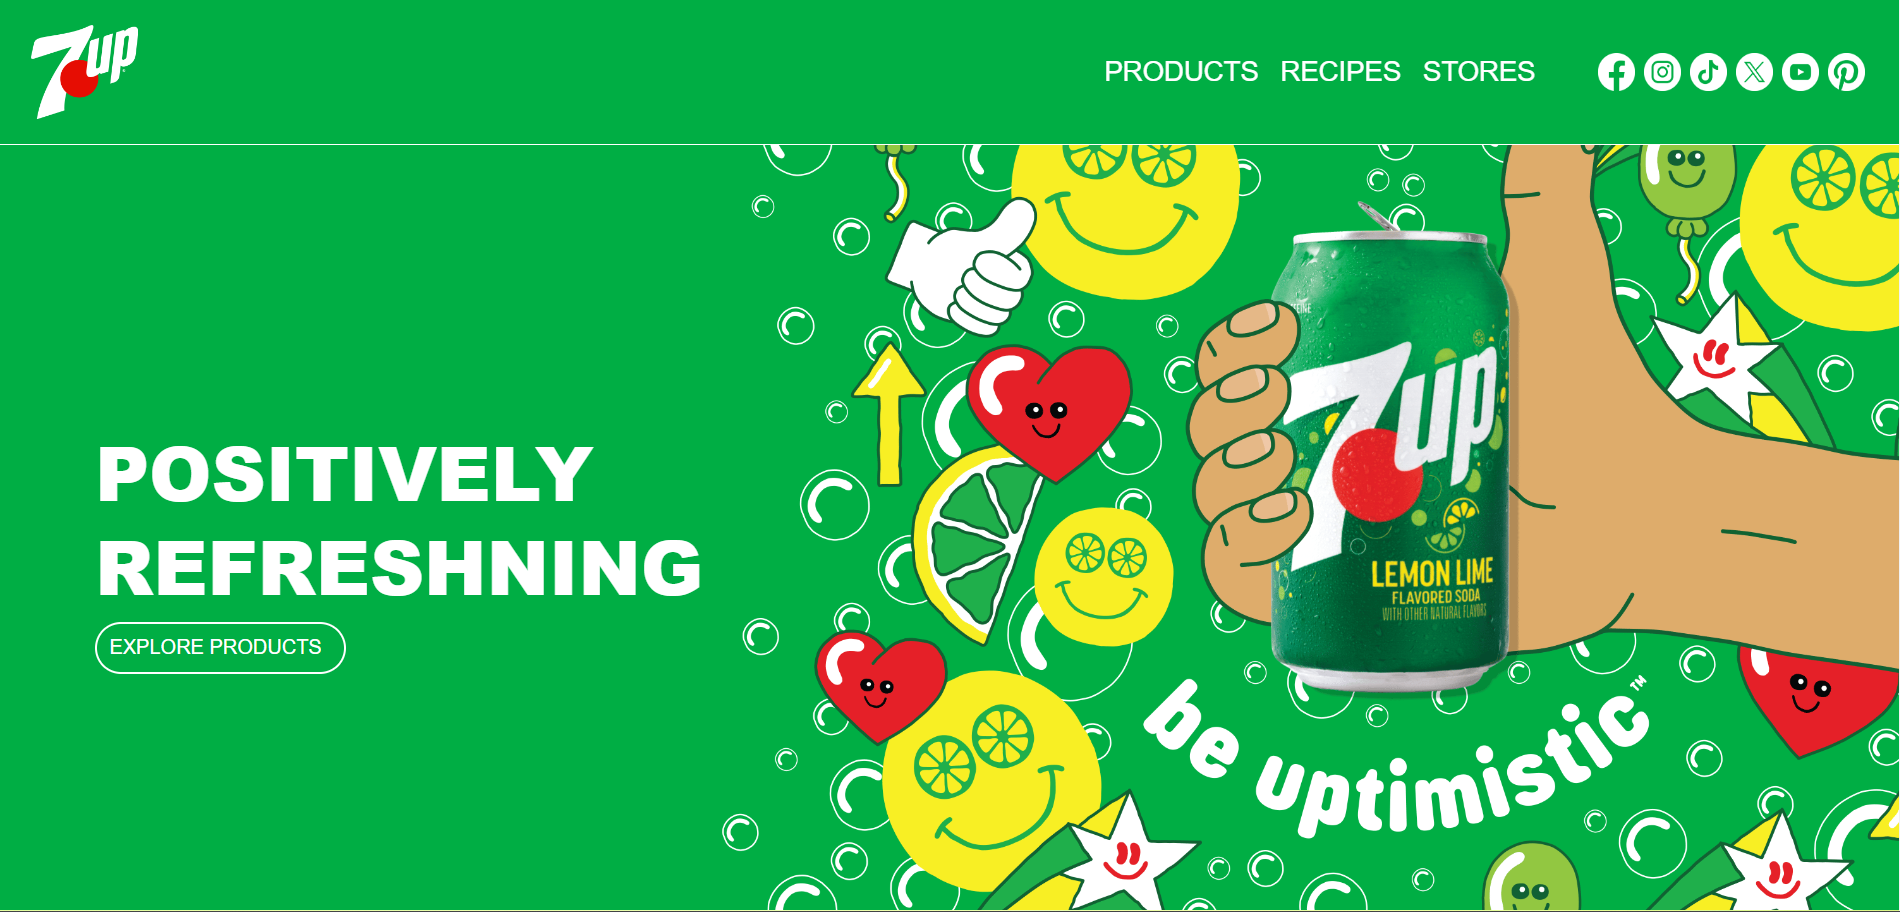 7up
PRODUCTS RECIPES STORES
POSITIVELY
REFRESHNING
EXPLORE PRODUCTS
7up
LEMON LIME
FLAVORED SODA
WITH OTHER NATURAL FLAVORS
be uptimistic™